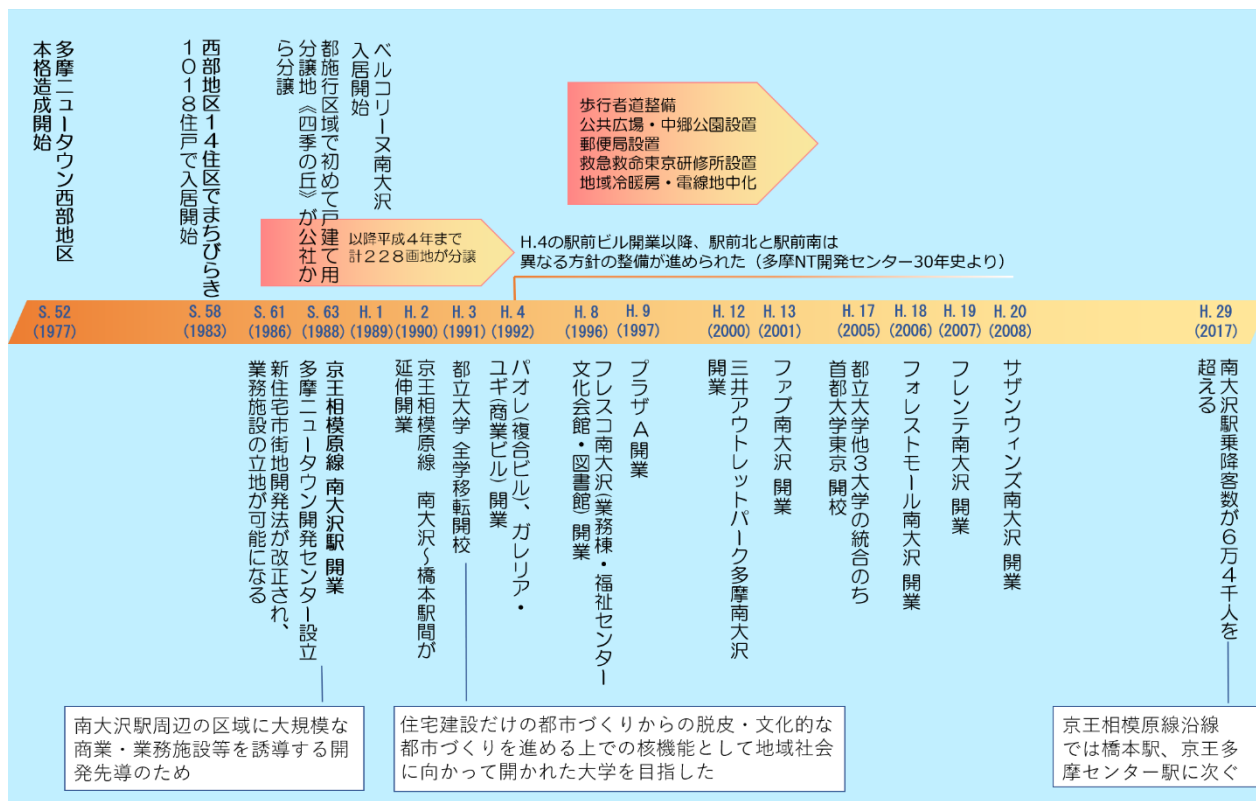 多摩ニュータウン西部地区
本格造成開始
西部地区14住区でまちびらき
1018住戸で入居開始
都施行区域で初めて戸建て用
分譲地《四季の丘》が公社か
ら分譲
ベルコリーヌ南大沢
入居開始
歩行者道整備
公共広場・中郷公園設置
郵便局設置
救急救命東京研修所設置
地域冷暖房・電線地中化
以降平成4年まで
計228画地が分譲
H.4の駅前ビル開業以降、駅前北と駅前南は
異なる方針の整備が進められた（多摩NT開発センター30年史より）
S. 52
(1977)
S. 58
(1983)
S. 61
(1986)
S. 63
(1988)
H. 1
(1989)
H. 2
(1990)
H. 3
(1991)
H. 4
(1992)
H. 8
(1996)
H. 9
(1997)
H. 12
(2000)
H. 13
(2001)
H. 17
(2005)
H. 18
(2006)
H. 19
(2007)
H. 20
(2008)
H. 29
(2017)
新住宅市街地開発法が改正され、
業務施設の立地が可能になる
京王相模原線 南大沢駅 開業
多摩ニュータウン開発センター設立
京王相模原線 南大沢～橋本駅間が
延伸開業
都立大学 全学移転開校
パオレ(複合ビル)、ガレリア・
ユギ(商業ビル) 開業
フレスコ南大沢(業務棟・福祉センター
文化会館・図書館) 開業
プラザA開業
三井アウトレットパーク多摩南大沢
開業
ファブ南大沢 開業
都立大学他3大学の統合のち
首都大学東京 開校
フォレストモール南大沢 開業
フレンテ南大沢 開業
サザンウィンズ南大沢 開業
南大沢駅乗降客数が6万4千人を
超える
南大沢駅周辺の区域に大規模な
商業・業務施設等を誘導する開
発先導のため
住宅建設だけの都市づくりからの脱皮・文化的な
都市づくりを進める上での核機能として地域社会
に向かって開かれた大学を目指した
京王相模原線沿線
では橋本駅、京王多
摩センター駅に次ぐ